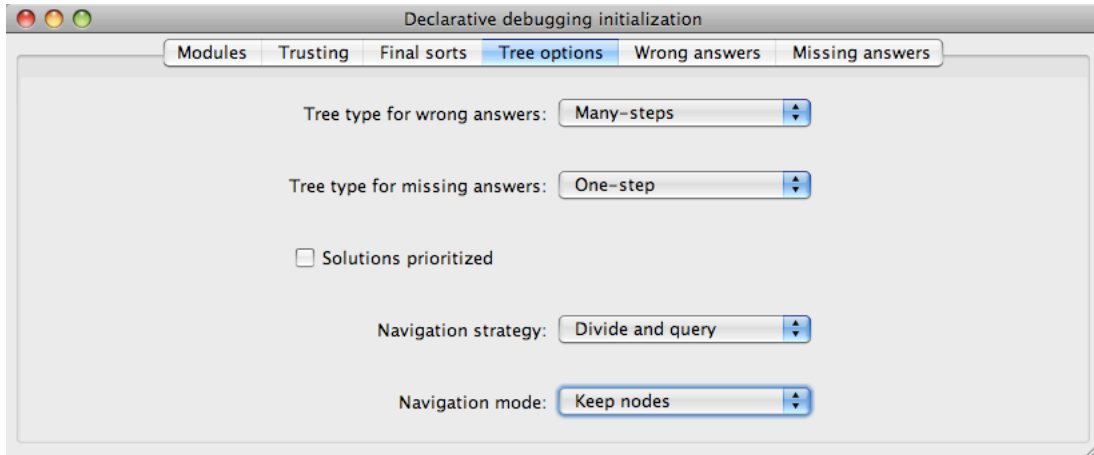 Declarative debugging initialization
Modules Trusting Final sorts Tree options Wrong answers Missing answers
Tree type for wrong answers: Many-steps
Tree type for missing answers: One-step
Solutions prioritized
Navigation strategy: Divide and query
Navigation mode: Keep nodes